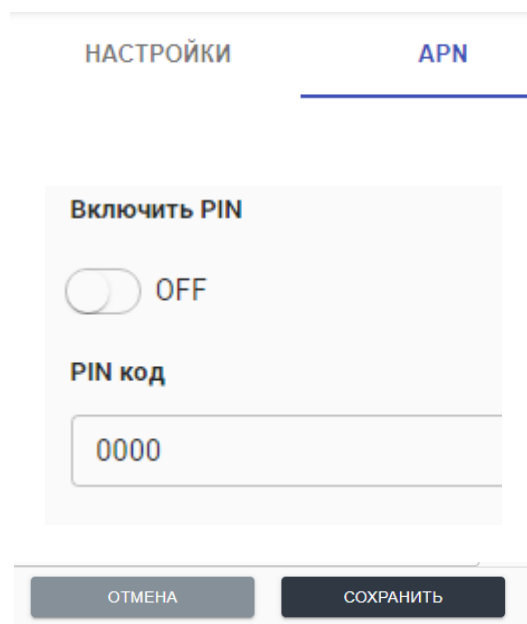 НАСТРОЙКИ APN
Включить PIN
OFF
PIN код
0000
ОТМЕНА СОХРАНИТЬ